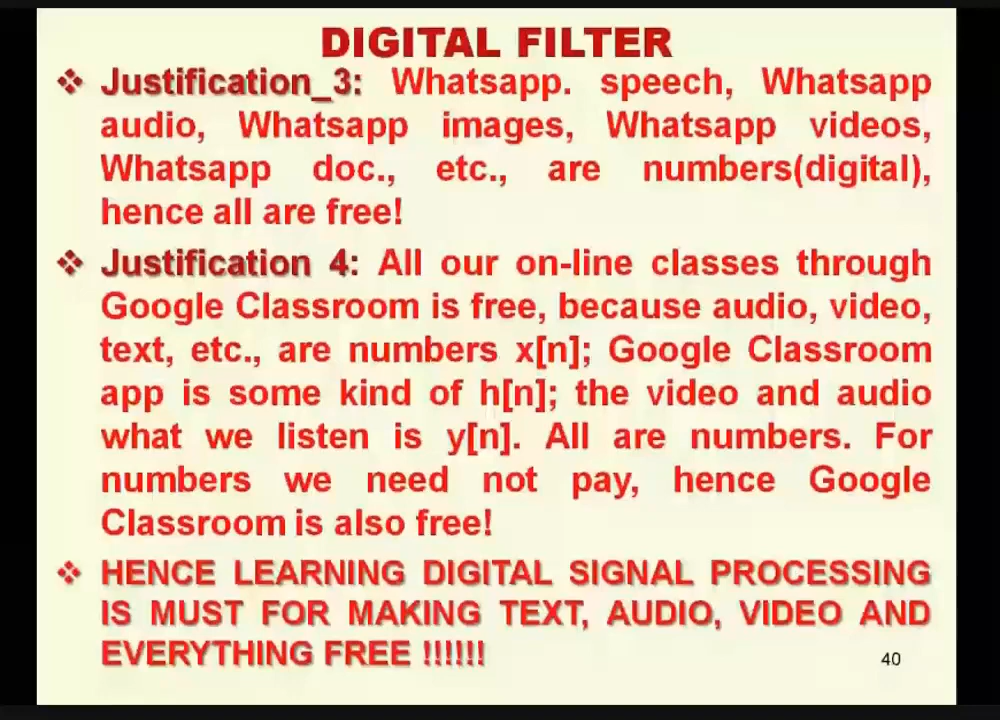 DIGITAL FILTER
❖ Justification_3: Whatsapp. speech, Whatsapp
audio, Whatsapp images, Whatsapp videos,
Whatsapp doc., etc., are numbers(digital),
hence all are free!
❖ Justification 4: All our on-line classes through
Google Classroom is free, because audio, video,
text, etc., are numbers x[n]; Google Classroom
app is some kind of h[n]; the video and audio
what we listen is y[n]. All are numbers. For
numbers we need not pay, hence Google
Classroom is also free!
❖ HENCE LEARNING DIGITAL SIGNAL PROCESSING
IS MUST FOR MAKING TEXT, AUDIO, VIDEO AND
EVERYTHING FREE !!!!!!
40